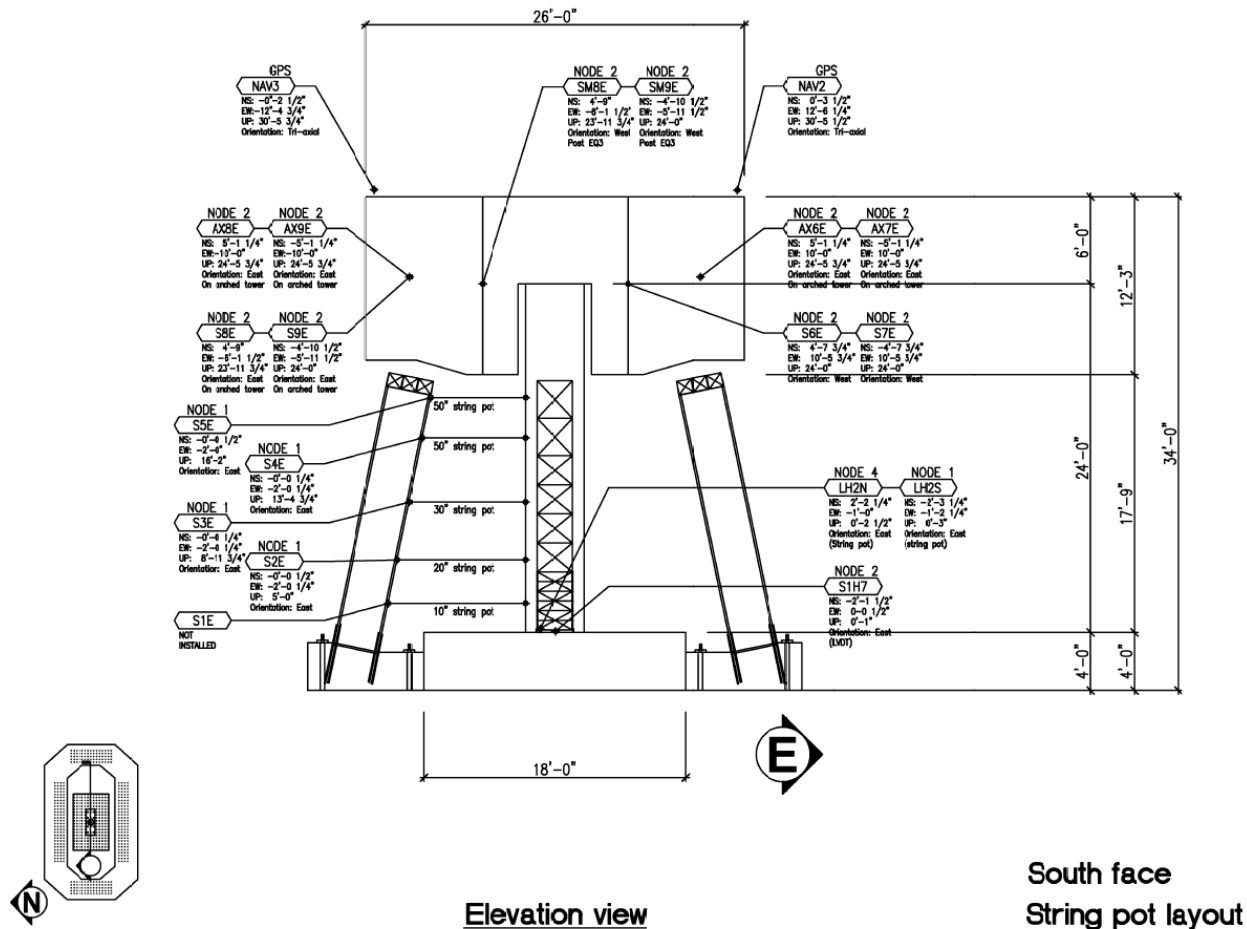 26'-0"
GPS
NAV3
NS: -0'-2 1/2"
EW:-12'-4 3/4"
UP: 30'-5 3/4"
Orientation: Tri-axial
NODE 2
SM8E
NS: 4'-9"
EW: -6'-1 1/2'
UP: 23'-11 3/4"
Orientation: West
Post EQ3
NODE 2
SM9E
NS: -4'-10 1/2"
EW: -5'-11 1/2"
UP: 24'-0"
Orientation: West
Post EQ3
GPS
NAV2
NS: 0'-3 1/2"
EW: 12'-6 1/4"
UP: 30'-5 1/2"
Orientation: Tri-axial
NODE 2
AX8E
NS: 5'-1 1/4"
EW:-10'-0"
UP: 24'-5 3/4"
Orientation: East
On arched tower
NODE 2
AX9E
NS: -5'-1 1/4"
EW:-10'-0"
UP: 24'-5 3/4"
Orientation: East
On arched tower
NODE 2
AX6E
NS: 5'-1 1/4"
EW: 10'-0"
UP: 24'-5 3/4"
Orientation: East
On arched tower
NODE 2
AX7E
NS: -5'-1 1/4"
EW: 10'-0"
UP: 24'-5 3/4"
Orientation: East
On arched tower
6'-0"
12'-3"
NODE 2
S8E
NS: 4'-9"
EW: -6'-1 1/2"
UP: 23'-11 3/4"
Orientation: East
On arched tower
NODE 2
S9E
NS: -4'-10 1/2"
EW: -5'-11 1/2"
UP: 24'-0"
Orientation: East
On arched tower
NODE 2
S6E
NS: 4'-7 3/4"
EW: 10'-5 3/4"
UP: 24'-0"
Orientation: West
NODE 2
S7E
NS: -4'-7 3/4"
EW: 10'-5 3/4"
UP: 24'-0"
Orientation: West
NODE 1
S5E
NS: -0'-0 1/2"
EW: -2'-0"
UP: 16'-2"
Orientation: East
50" string pot
NODE 1
S4E
NS: -0'-0 1/4"
EW: -2'-0 1/4"
UP: 13'-4 3/4"
Orientation: East
50" string pot
24'-0"
34'-0"
17'-9"
NODE 4
LH2N
NS: 2'-2 1/4"
EW: -1'-0"
UP: 0'-2 1/2"
Orientation: East
(String pot)
NODE 1
LH2S
NS: -2'-3 1/4"
EW: -1'-2 1/4"
UP: 0'-3"
Orientation: East
(string pot)
NODE 1
S3E
NS: -0'-0 1/4"
EW: -2'-0 1/4"
UP: 8'-11 3/4"
Orientation: East
30" string pot
NODE 1
S2E
NS: -0'-0 1/2"
EW: -2'-0 1/4"
UP: 5'-0"
Orientation: East
20" string pot
NODE 2
S1H7
NS: -2'-1 1/2"
EW: 0-0 1/2"
UP: 0'-1"
Orientation: East
(LVDT)
S1E
NOT
INSTALLED
10" string pot
4'-0"
4'-0"
18'-0"
E
N
Elevation view
South face
String pot layout